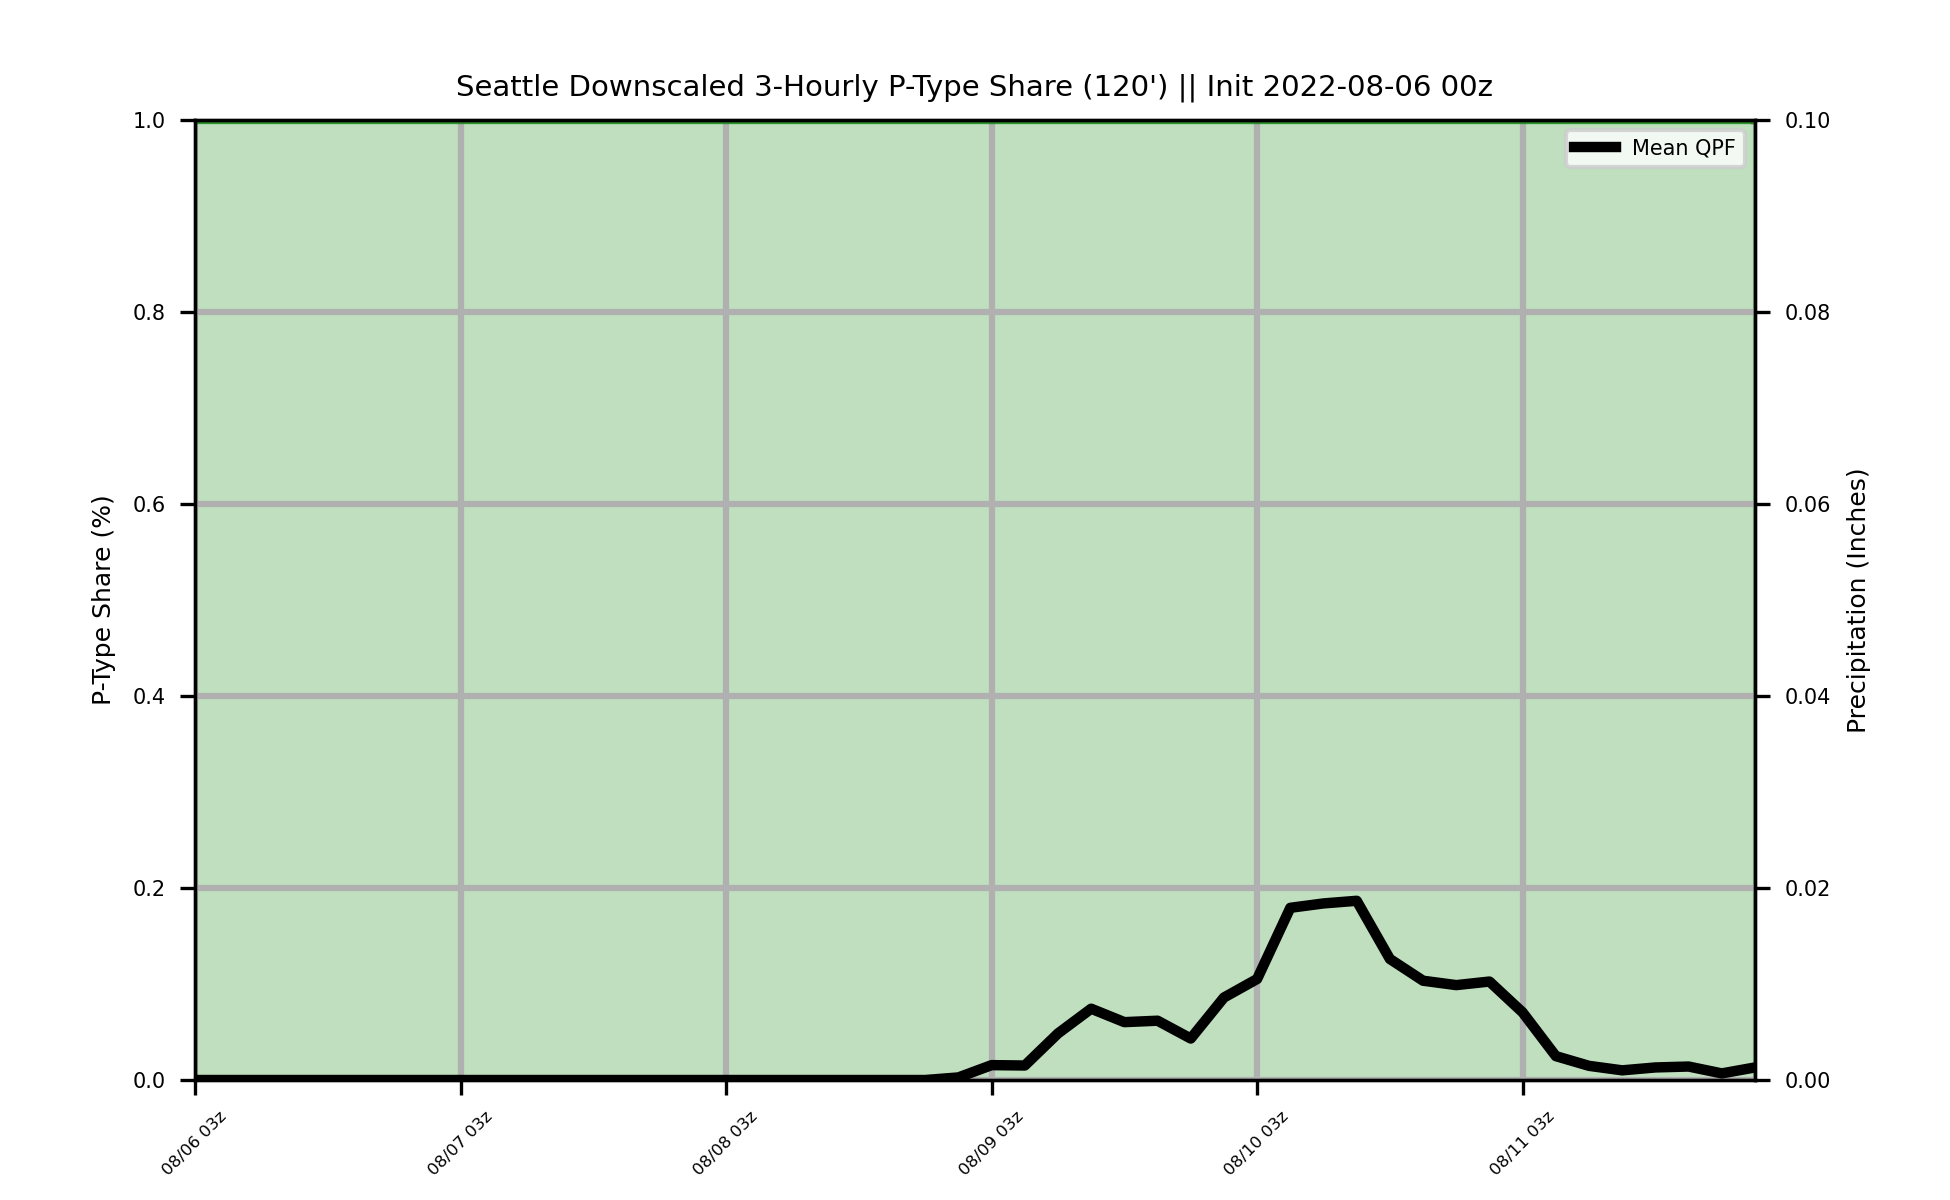 Seattle Downscaled 3-Hourly P-Type Share (120') || Init 2022-08-06 00z
1.0
0.8
0.6
0.4
0.2
0.0
P-Type Share (%)
Mean QPF
0.10
0.08
0.06
0.04
0.02
0.00
Precipitation (Inches)
08/06 03z
08/07 03z
08/08 03z
08/09 03z
08/10 03z
08/11 03z